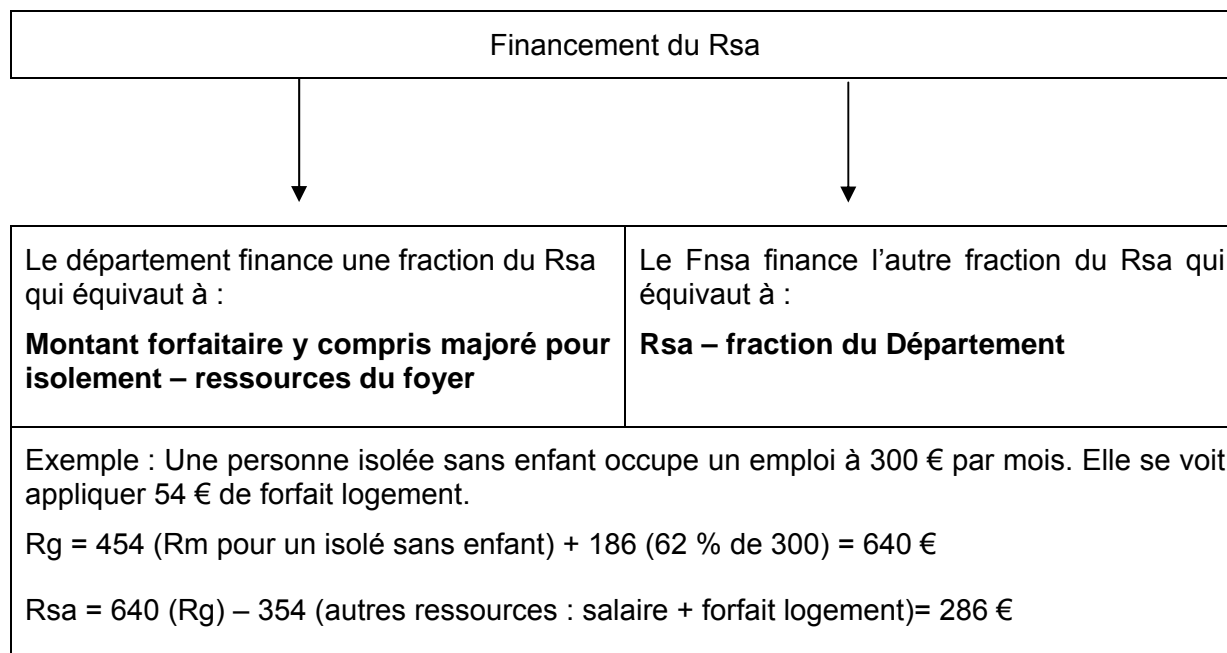 Financement du Rsa
Le département finance une fraction du Rsa
qui équivaut à :
Montant forfaitaire y compris majoré pour
isolement – ressources du foyer
Le Fnsa finance l’autre fraction du Rsa qui
équivaut à :
Rsa – fraction du Département
Exemple : Une personne isolée sans enfant occupe un emploi à 300 € par mois. Elle se voit
appliquer 54 € de forfait logement.
Rg = 454 (Rm pour un isolé sans enfant) + 186 (62 % de 300) = 640 €
Rsa = 640 (Rg) – 354 (autres ressources : salaire + forfait logement)= 286 €